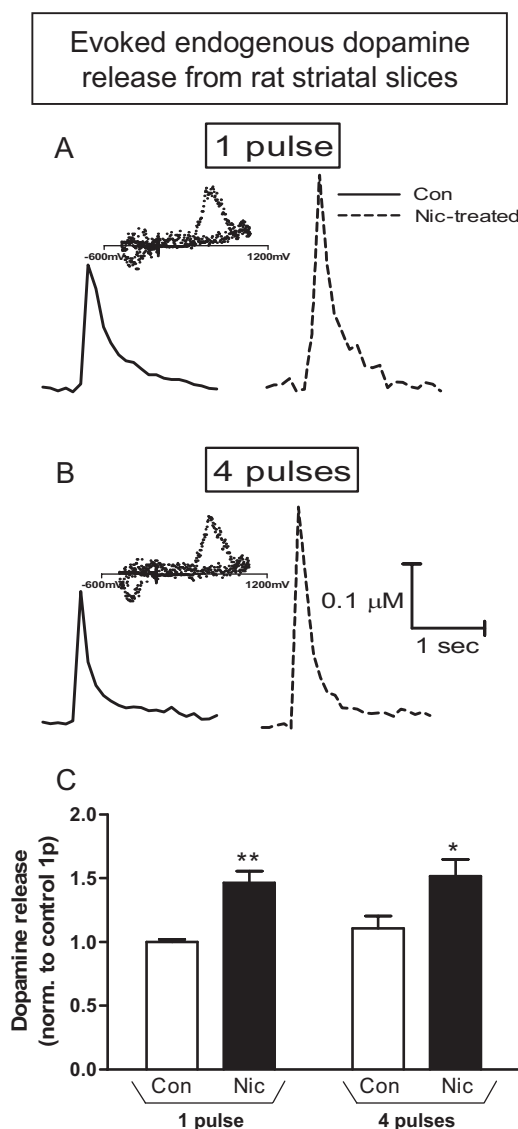 Evoked endogenous dopamine
release from rat striatal slices
A
1 pulse
Con
Nic-treated
-600mV
1200mV
B
4 pulses
-600mV
1200mV
0.1 μM
1 sec
C
Dopamine release
(norm. to control 1p)
2.0
1.5
1.0
0.5
0.0
**
*
Con
Nic
Con
Nic
1 pulse
4 pulses